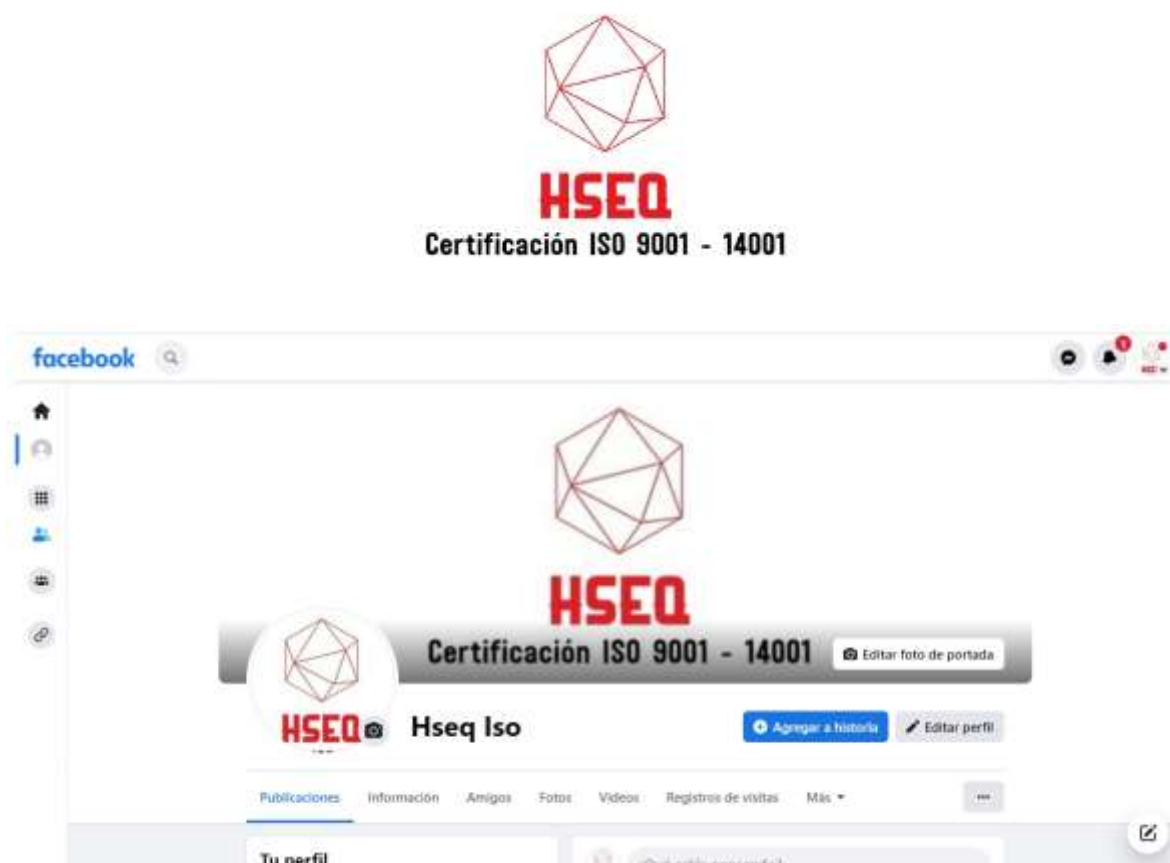 HSEQ
Certificación ISO 9001 - 14001
facebook
1
HSEQ
Certificación ISO 9001 - 14001
Editar foto de portada
HSEQ
Hseq Iso
Agregar a historia
Editar perfil
Publicaciones Información Amigos Fotos Videos Registros de visitas Más
Tu perfil